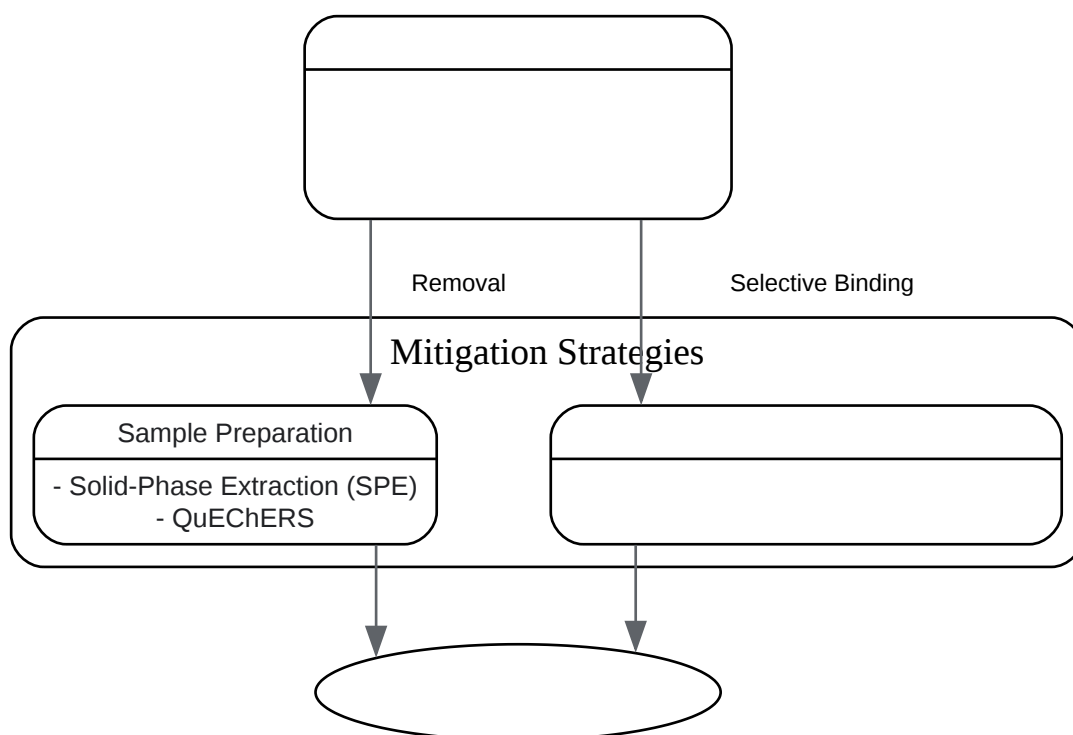 Removal
Selective Binding
Mitigation Strategies
Sample Preparation
- Solid-Phase Extraction (SPE)
- QuEChERS